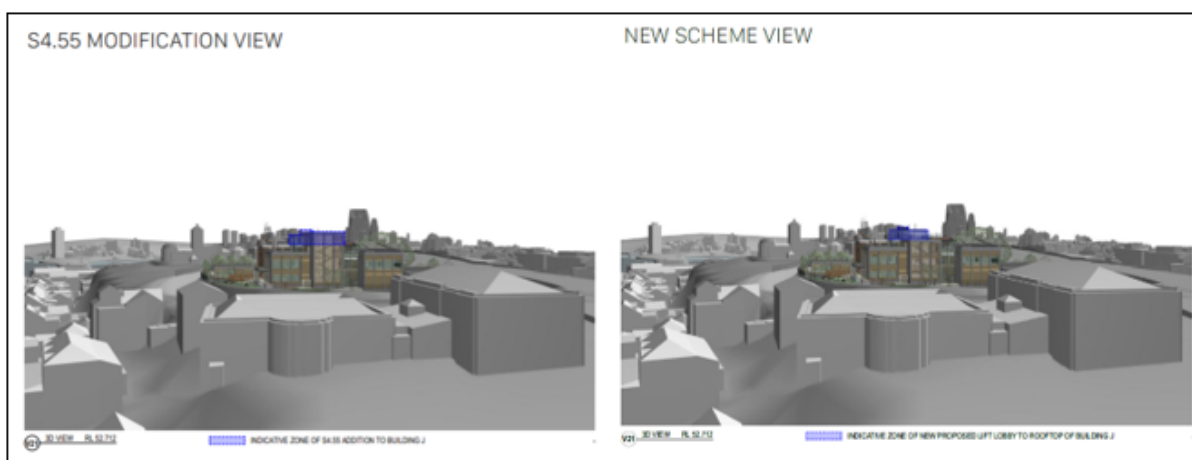 S4.55 MODIFICATION VIEW
NEW SCHEME VIEW
V21 3D VIEW RL 52.712
INDICATIVE ZONE OF S4.55 ADDITION TO BUILDING J
V21 3D VIEW RL 52.712
INDICATIVE ZONE OF NEW PROPOSED LIFT LOBBY TO ROOFTOP OF BUILDING J